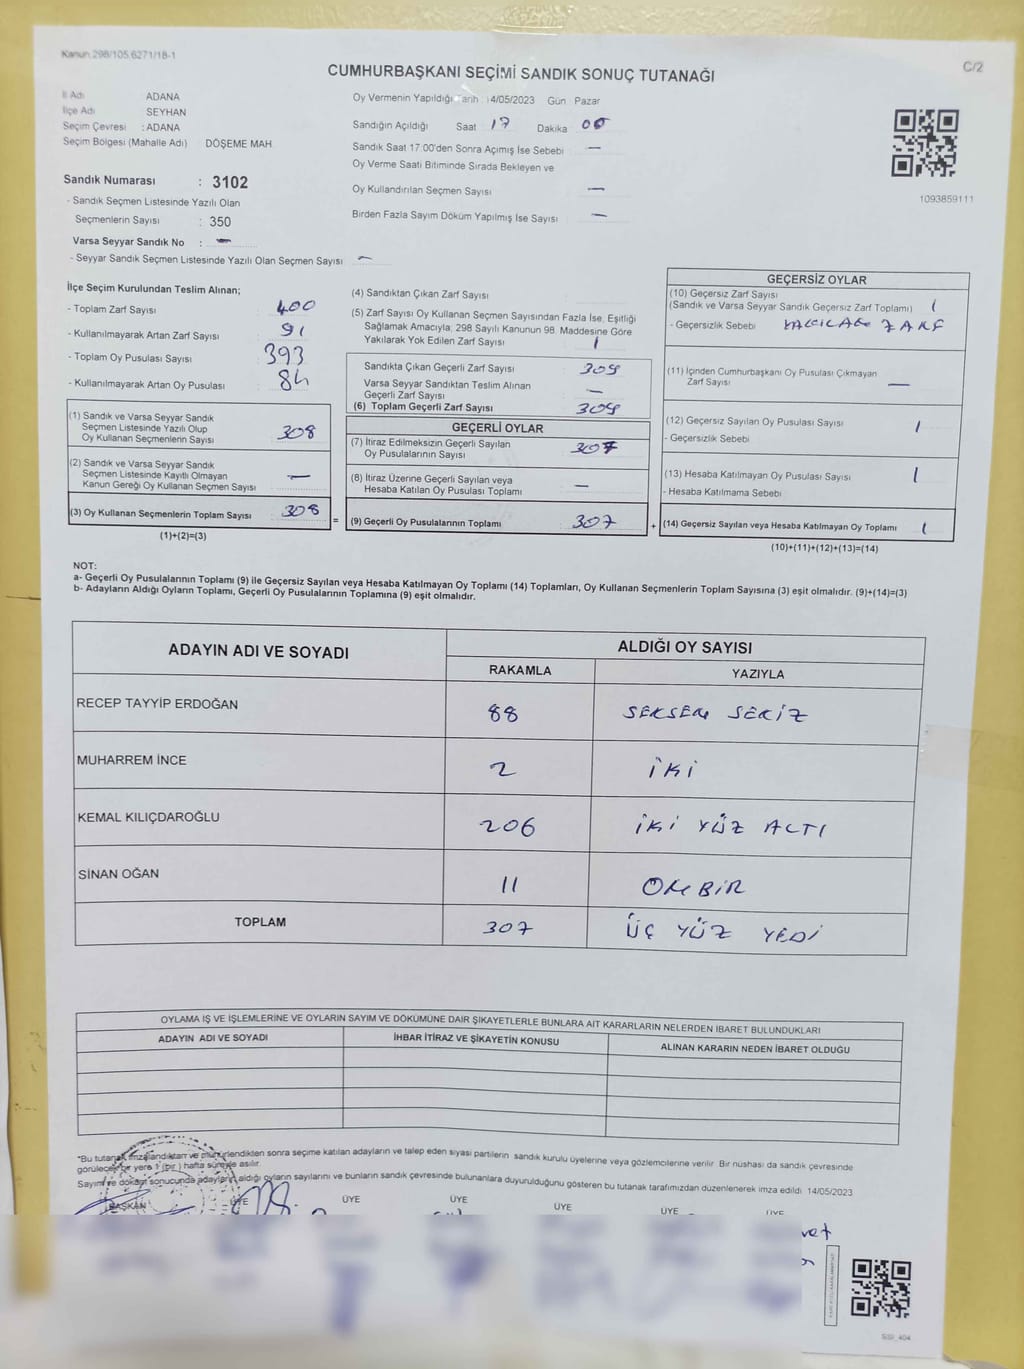 Kanun 298/105,6271/18-1
C/2
CUMHURBAŞKANI SEÇİMİ SANDIK SONUÇ TUTANAĞI
İl Adı ADANA
İlçe Adı SEYHAN
Seçim Çevresi : ADANA
Seçim Bölgesi (Mahalle Adı) DÖŞEME MAH.
Sandık Numarası : 3102
- Sandık Seçmen Listesinde Yazılı Olan
Seçmenlerin Sayısı : 350
Varsa Seyyar Sandık No : —
- Seyyar Sandık Seçmen Listesinde Yazılı Olan Seçmen Sayısı —
Oy Vermenin Yapıldığı Tarih 14/05/2023 Gün : Pazar
Sandığın Açıldığı Saat 17 Dakika 00
Sandık Saat 17:00'den Sonra Açımış İse Sebebi —
Oy Verme Saati Bitiminde Sırada Bekleyen ve
Oy Kullandırılan Seçmen Sayısı —
Birden Fazla Sayım Döküm Yapılmış İse Sayısı —
1093859111
İlçe Seçim Kurulundan Teslim Alınan;
- Toplam Zarf Sayısı 400
- Kullanılmayarak Artan Zarf Sayısı 91
- Toplam Oy Pusulası Sayısı 393
- Kullanılmayarak Artan Oy Pusulası 84
(1) Sandık ve Varsa Seyyar Sandık
Seçmen Listesinde Yazılı Olup
Oy Kullanan Seçmenlerin Sayısı 308
(2) Sandık ve Varsa Seyyar Sandık
Seçmen Listesinde Kayıtlı Olmayan
Kanun Gereği Oy Kullanan Seçmen Sayısı —
(3) Oy Kullanan Seçmenlerin Toplam Sayısı 308
(1)+(2)=(3)
=
(4) Sandıktan Çıkan Zarf Sayısı
(5) Zarf Sayısı Oy Kullanan Seçmen Sayısından Fazla İse, Eşitliği
Sağlamak Amacıyla; 298 Sayılı Kanunun 98. Maddesine Göre
Yakılarak Yok Edilen Zarf Sayısı 1
Sandıkta Çıkan Geçerli Zarf Sayısı 309
Varsa Seyyar Sandıktan Teslim Alınan
Geçerli Zarf Sayısı —
(6) Toplam Geçerli Zarf Sayısı 309
GEÇERLİ OYLAR
(7) İtiraz Edilmeksizin Geçerli Sayılan
Oy Pusulalarının Sayısı 307
(8) İtiraz Üzerine Geçerli Sayılan veya
Hesaba Katılan Oy Pusulası Toplamı —
(9) Geçerli Oy Pusulalarının Toplamı 307
+
GEÇERSİZ OYLAR
(10) Geçersiz Zarf Sayısı
(Sandık ve Varsa Seyyar Sandık Geçersiz Zarf Toplamı) 1
- Geçersizlik Sebebi ZARF
(11) İçinden Cumhurbaşkanı Oy Pusulası Çıkmayan
Zarf Sayısı —
(12) Geçersiz Sayılan Oy Pusulası Sayısı 1
- Geçersizlik Sebebi
(13) Hesaba Katılmayan Oy Pusulası Sayısı 1
- Hesaba Katılmama Sebebi
(14) Geçersiz Sayılan veya Hesaba Katılmayan Oy Toplamı 1
(10)+(11)+(12)+(13)=(14)
NOT:
a- Geçerli Oy Pusulalarının Toplamı (9) ile Geçersiz Sayılan veya Hesaba Katılmayan Oy Toplamı (14) Toplamları, Oy Kullanan Seçmenlerin Toplam Sayısına (3) eşit olmalıdır. (9)+(14)=(3)
b- Adayların Aldığı Oyların Toplamı, Geçerli Oy Pusulalarının Toplamına (9) eşit olmalıdır.
ADAYIN ADI VE SOYADI
ALDIĞI OY SAYISI
RAKAMLA YAZIYLA
RECEP TAYYİP ERDOĞAN 88 SEKSEN SEKİZ
MUHARREM İNCE 2 İKİ
KEMAL KILIÇDAROĞLU 206 İKİ YÜZ ALTI
SİNAN OĞAN 11 ONBİR
TOPLAM 307 ÜÇ YÜZ YEDİ
OYLAMA İŞ VE İŞLEMLERİNE VE OYLARIN SAYIM VE DÖKÜMÜNE DAİR ŞİKAYETLERLE BUNLARA AİT KARARLARIN NELERDEN İBARET BULUNDUKLARI
ADAYIN ADI VE SOYADI İHBAR İTİRAZ VE ŞİKAYETİN KONUSU ALINAN KARARIN NEDEN İBARET OLDUĞU
*Bu tutanak imzalandıktan ve mühürlendikten sonra seçime katılan adayların ve talep eden siyasi partilerin sandık kurulu üyelerine veya gözlemcilerine verilir. Bir nüshası da sandık çevresinde
görülecek bir yere 1 (bir ) hafta süreyle asılır.
Sayım ve döküm sonucunda adayların aldığı oyların sayılarını ve bunların sandık çevresinde bulunanlara duyurulduğunu gösteren bu tutanak tarafımızdan düzenlenerek imza edildi. 14/05/2023
BAŞKAN ÜYE ÜYE ÜYE ÜYE ÜYE ÜYE
SSİ_404